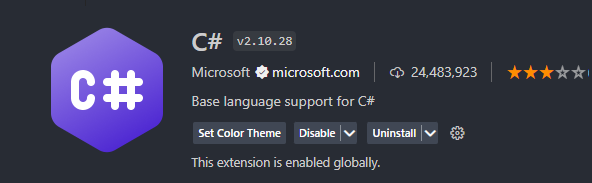 C#
C# v2.10.28
Microsoft microsoft.com 24,483,923
Base language support for C#
Set Color Theme Disable Uninstall
This extension is enabled globally.